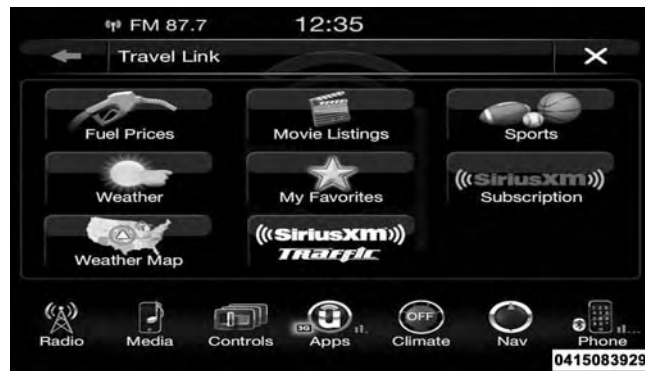 FM 87.7
12:35
Travel Link
Fuel Prices
Movie Listings
Sports
Weather
My Favorites
((SiriusXM))
Subscription
Weather Map
((SiriusXM))
Traffic
Radio
Media
Controls
3G
Apps
OFF
Climate
Nav
Phone
0415083929